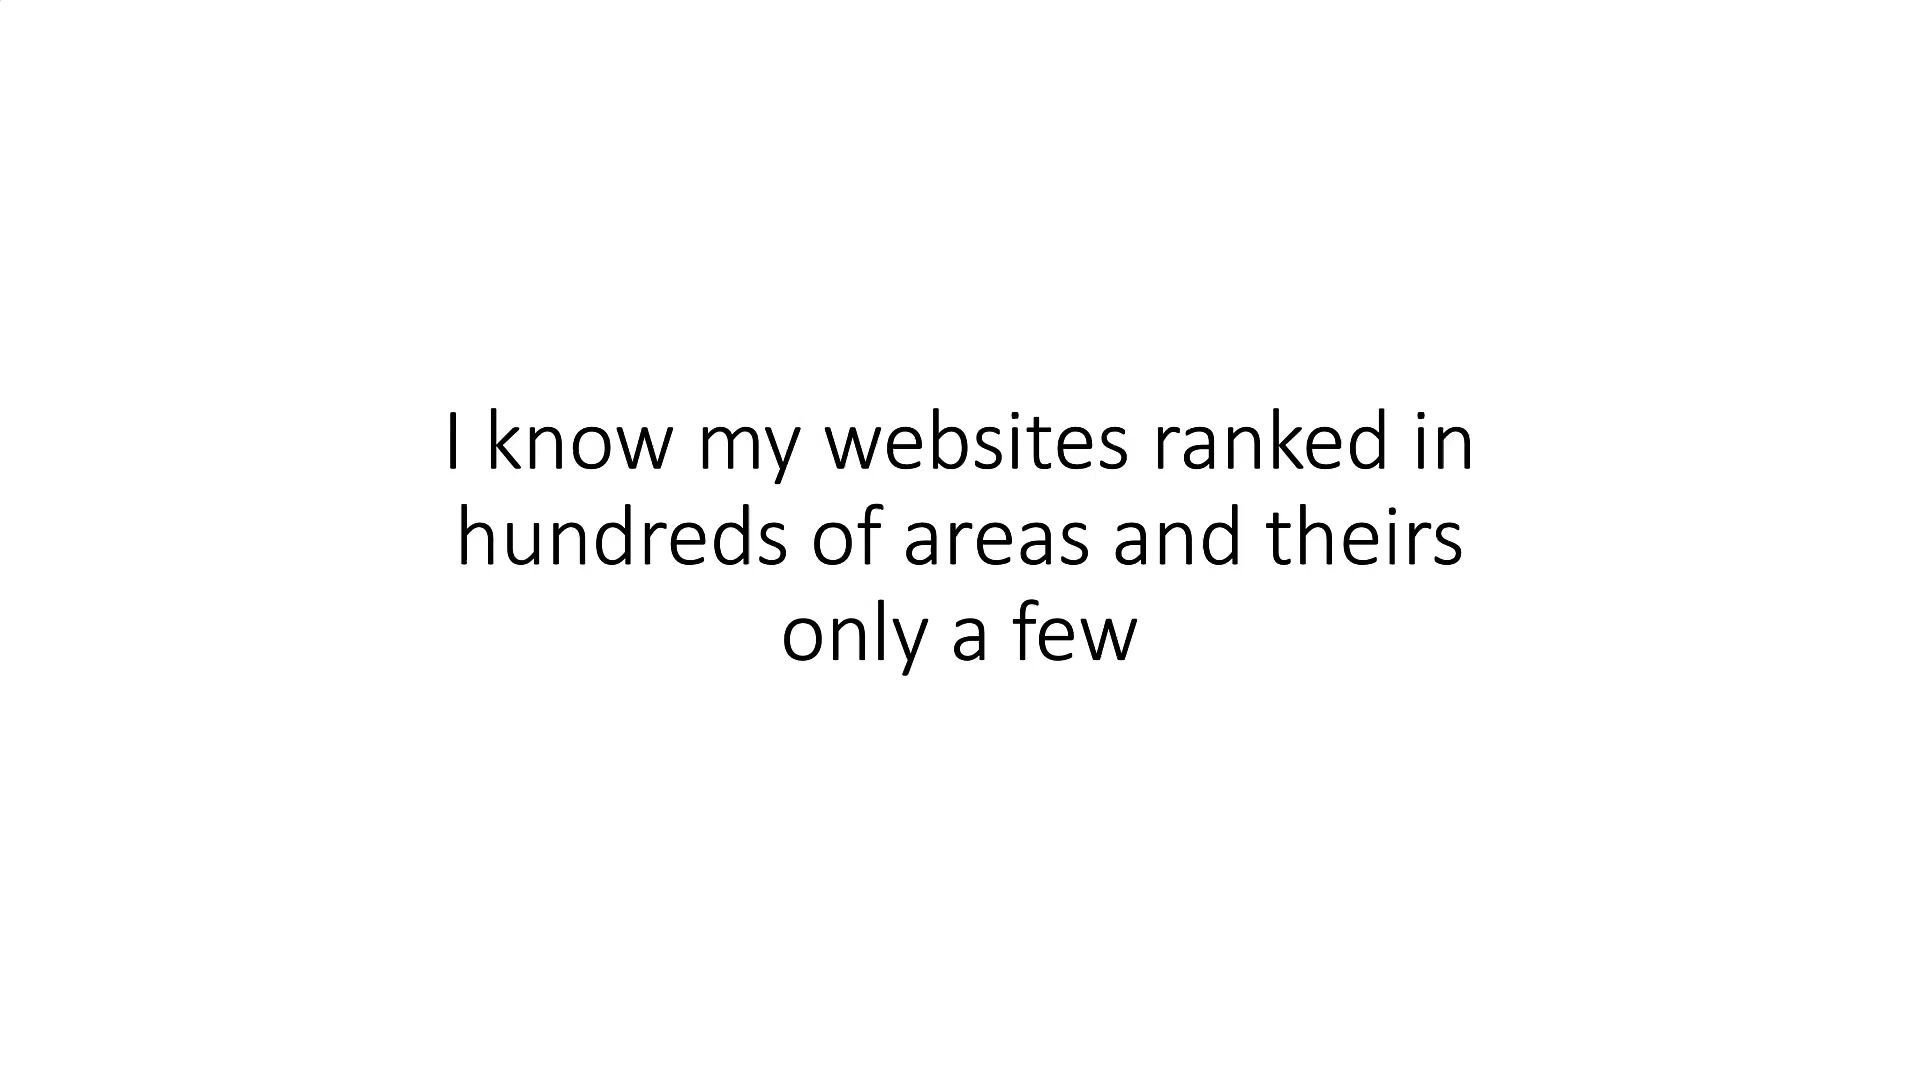 I know my websites ranked in
hundreds of areas and theirs
only a few